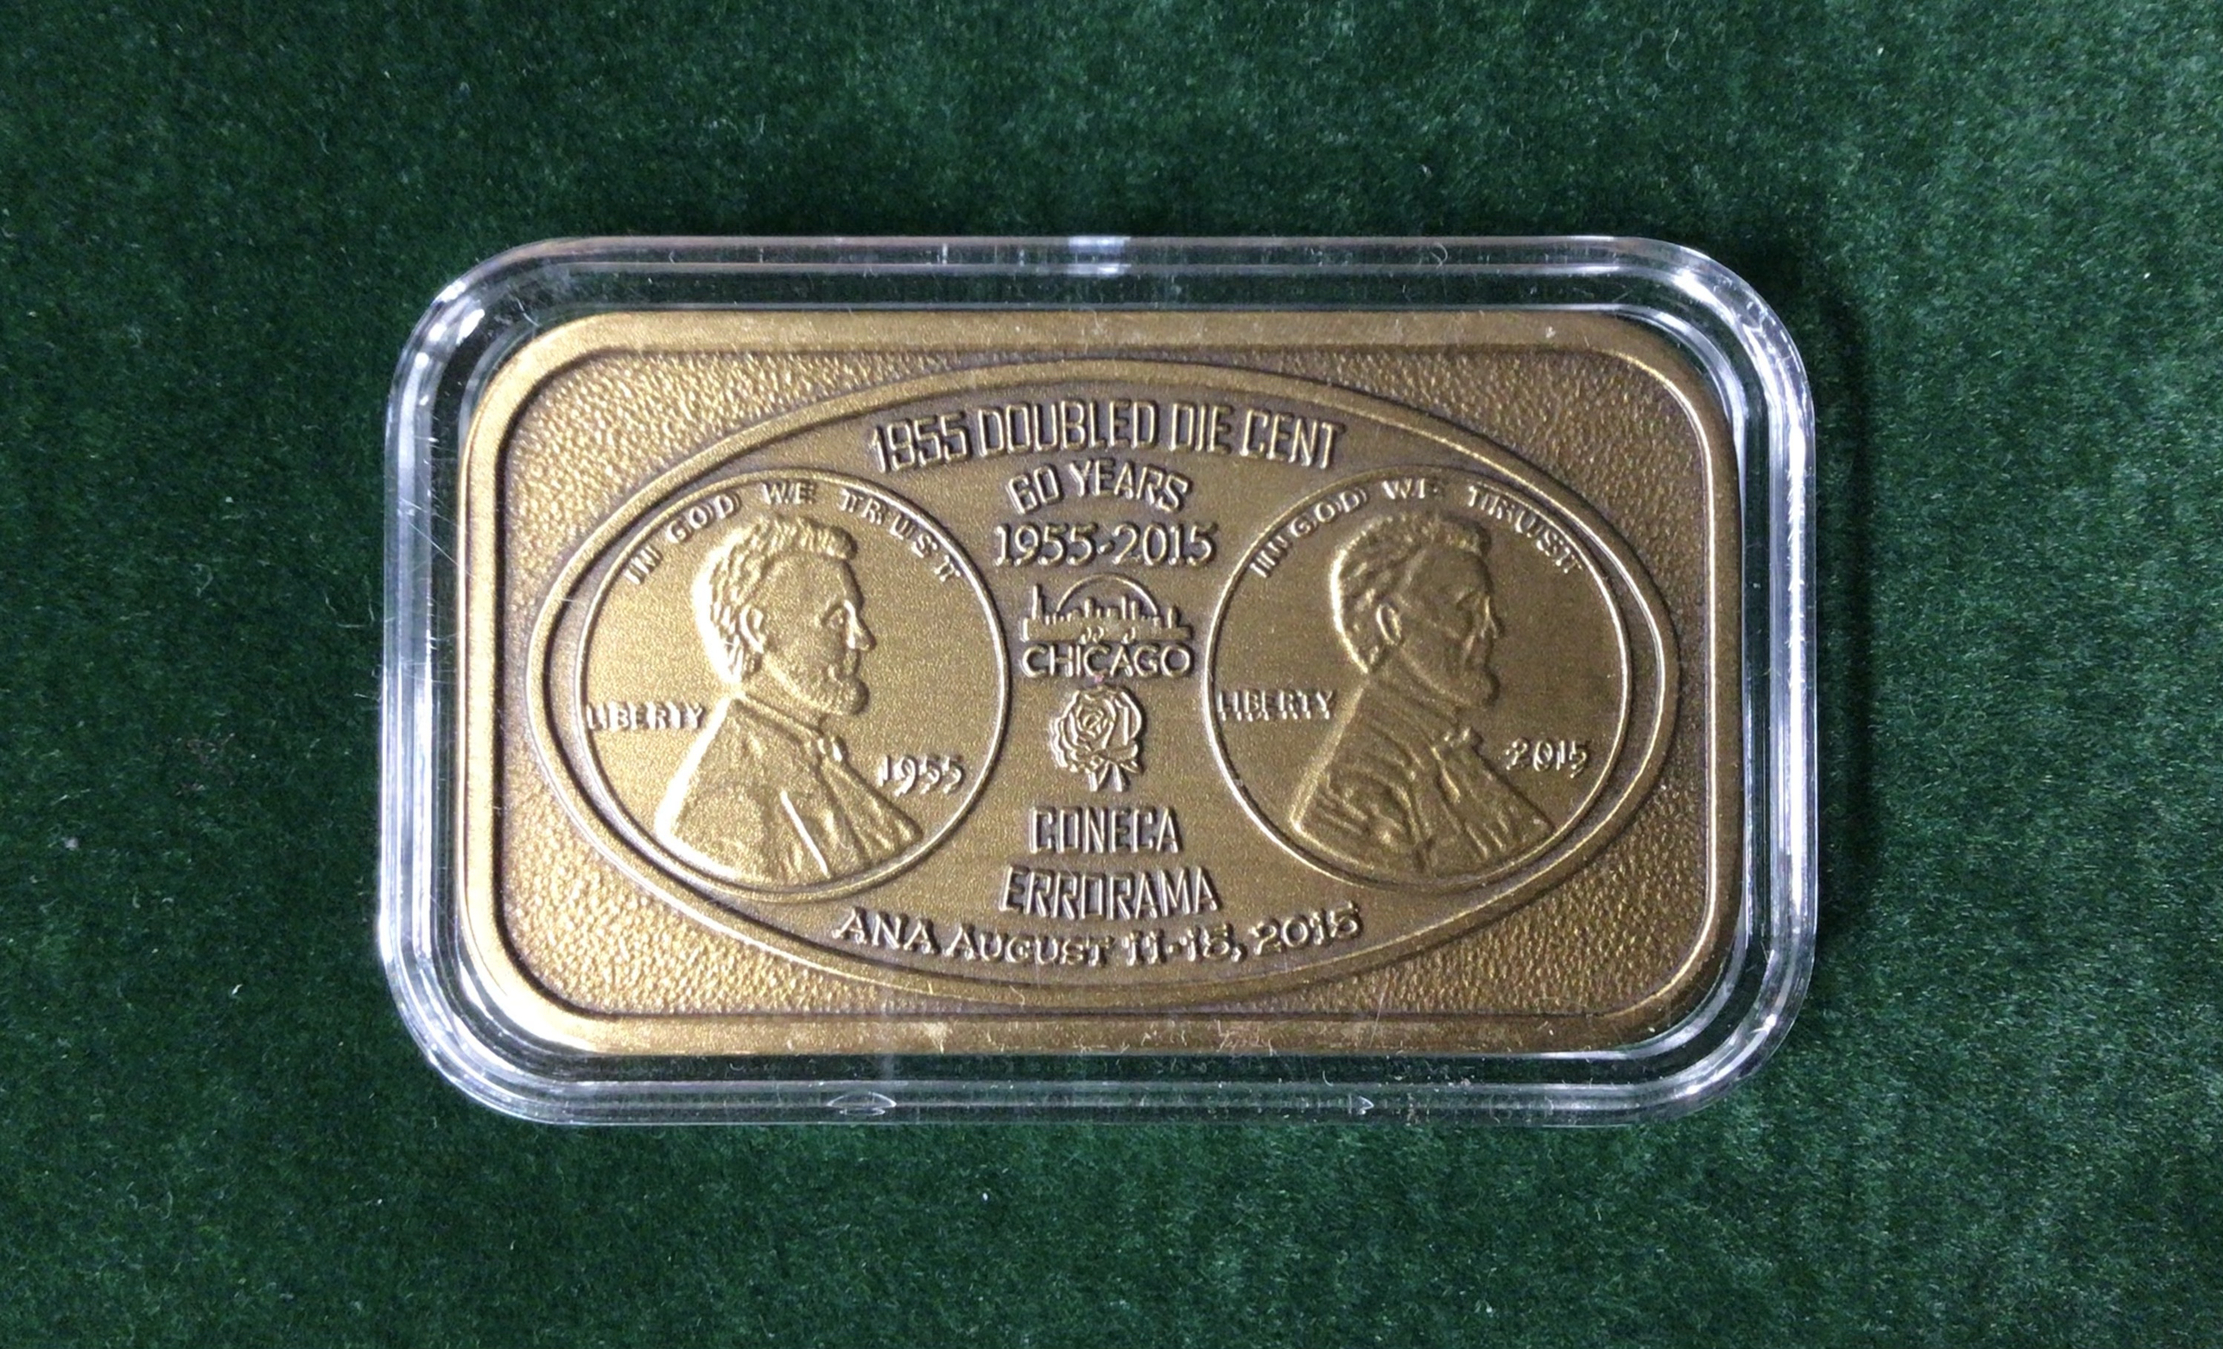 1955 DOUBLED DIE CENT
60 YEARS
1955-2015
CHICAGO
CONECA
ERRORAMA
ANA AUGUST 11-15, 2015
IN GOD WE TRUST
LIBERTY
1955
IN GOD WE TRUST
LIBERTY
2015